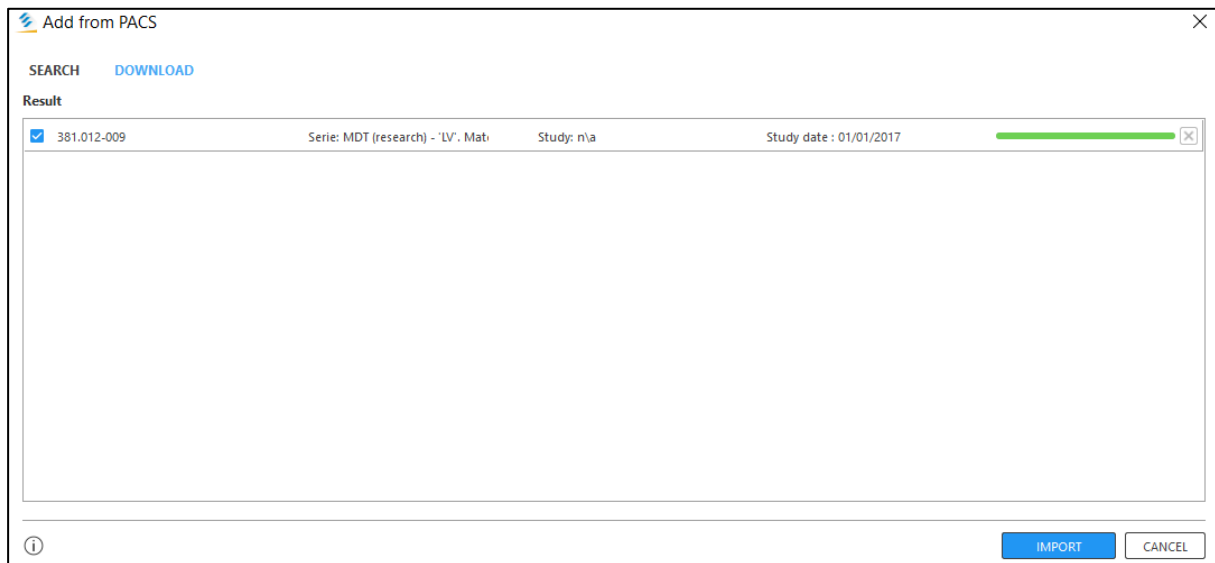 Add from PACS
SEARCH DOWNLOAD
Result
381.012-009 Serie: MDT (research) - 'LV'. Mat Study: n\a Study date : 01/01/2017
IMPORT CANCEL